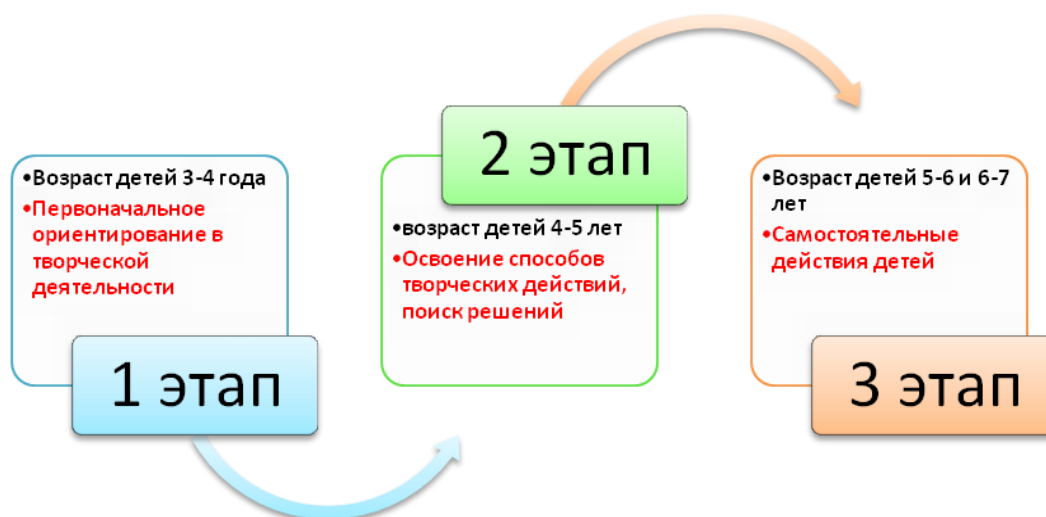 •Возраст детей 3-4 года
•Первоначальное
ориентирование в
творческой
деятельности
1 этап
2 этап
•возраст детей 4-5 лет
•Освоение способов
творческих действий,
поиск решений
•Возраст детей 5-6 и 6-7
лет
•Самостоятельные
действия детей
3 этап